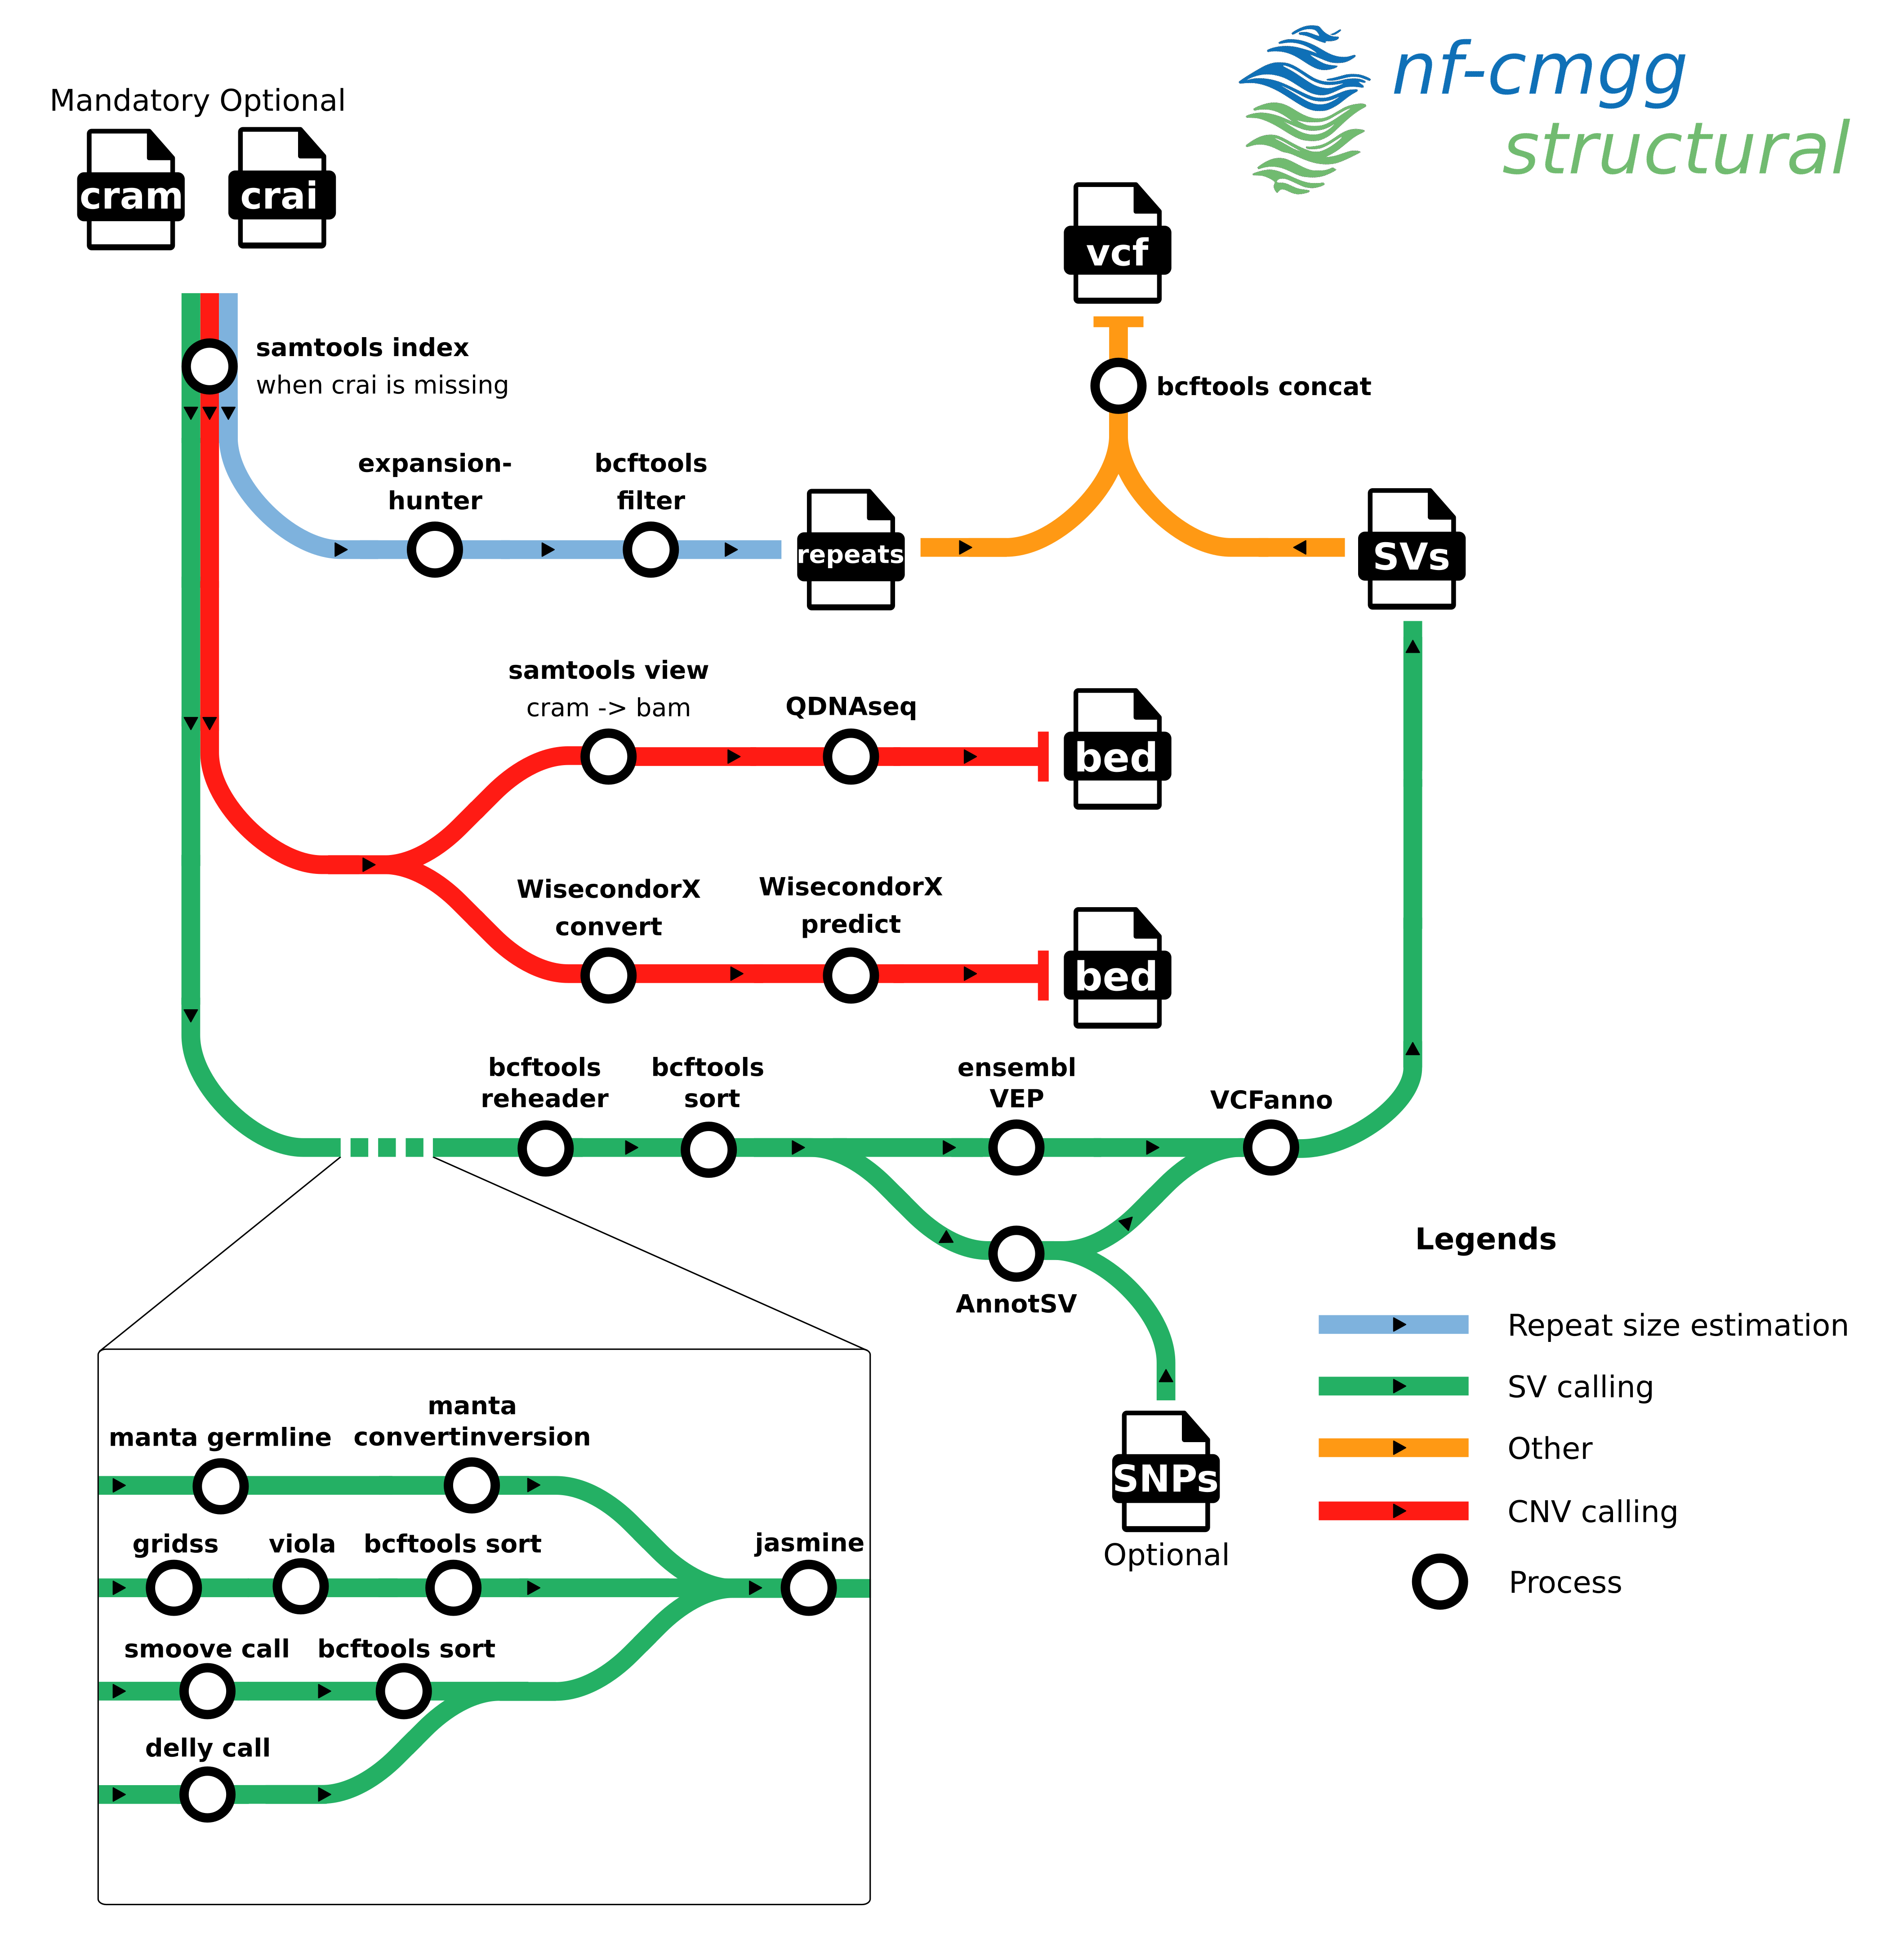 nf-cmgg
structural
Mandatory Optional
cram
crai
vcf
samtools index
when crai is missing
bcftools concat
expansion-
hunter
bcftools
filter
repeats
SVs
samtools view
cram -> bam
QDNAseq
bed
WisecondorX
convert
WisecondorX
predict
bed
bcftools
reheader
bcftools
sort
ensembl
VEP
VCFanno
AnnotSV
SNPs
Optional
Legends
Repeat size estimation
SV calling
Other
CNV calling
Process
manta germline
manta
convertinversion
gridss
viola
bcftools sort
jasmine
smoove call
bcftools sort
delly call